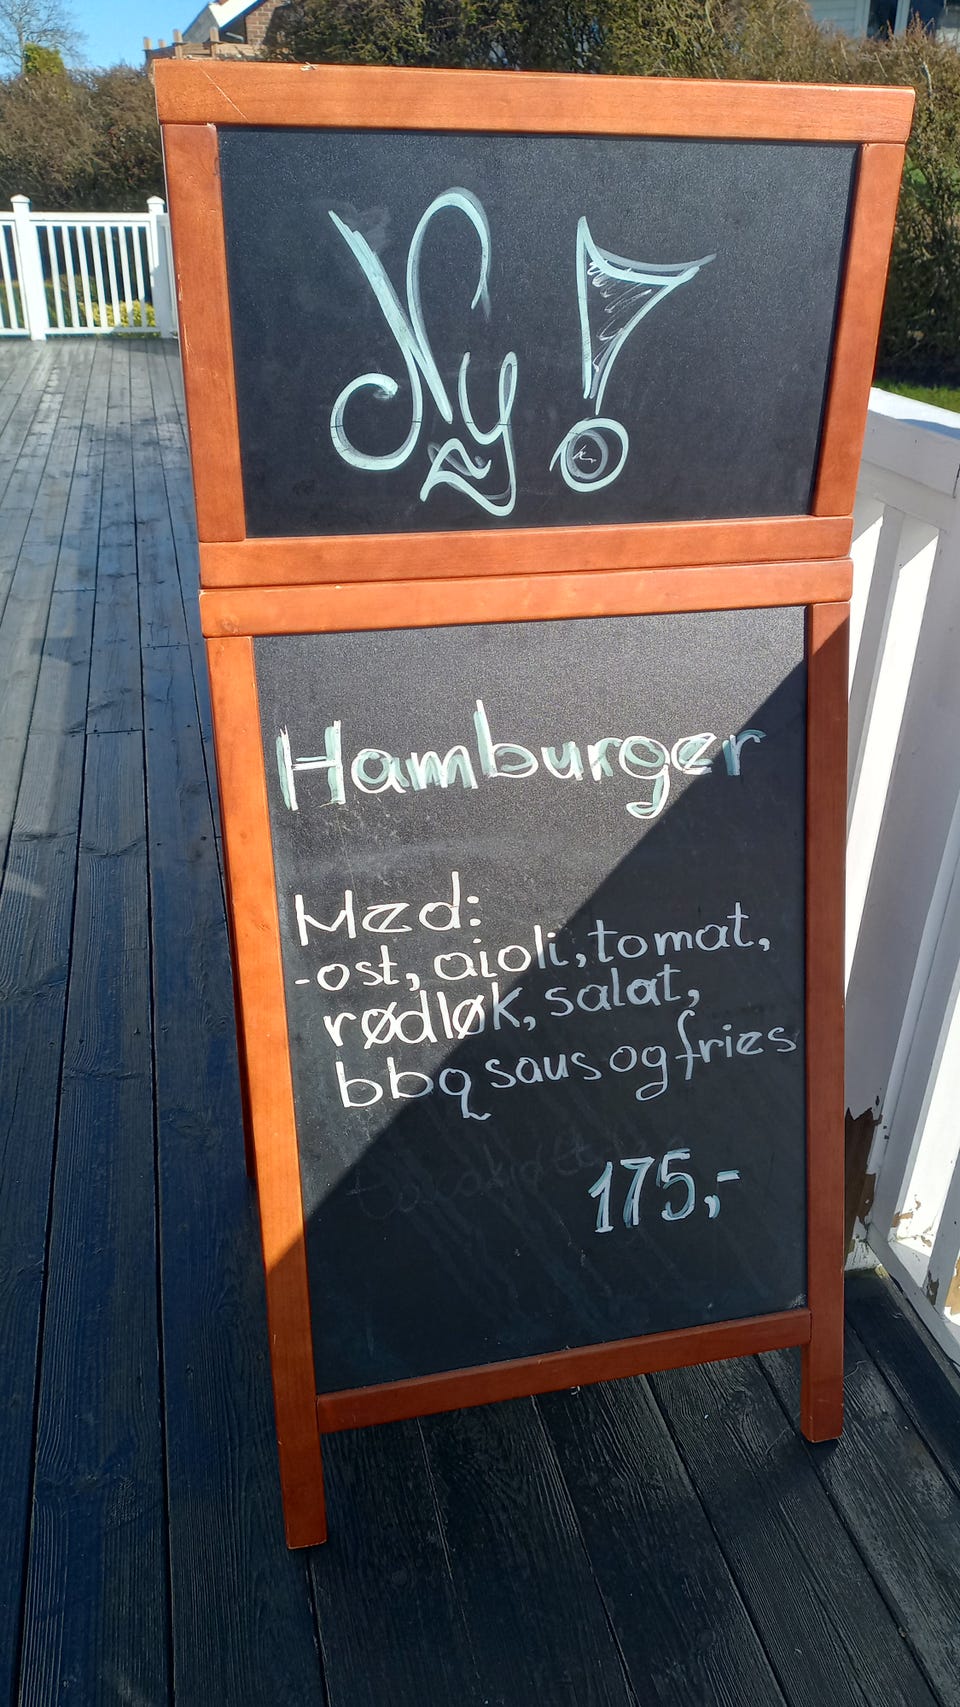 Ny!
Hamburger
Med:
-ost, aioli, tomat,
rødløk, salat,
bbq saus og fries
175,-